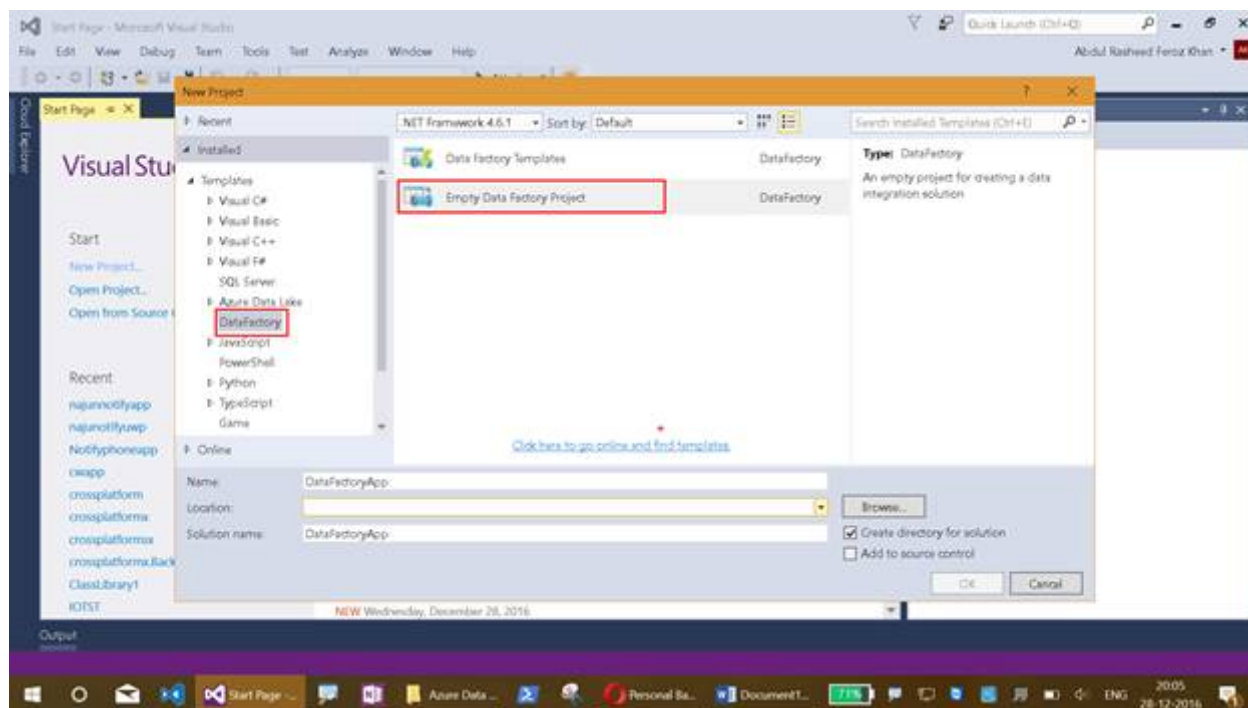 Start Page - Microsoft Visual Studio
Quick Launch (Ctrl+Q)
File Edit View Debug Team Tools Test Analyze Window Help
Abdul Rasheed Feroz Khan
Cloud Explorer
Start Page
New Project
Recent
.NET Framework 4.6.1
Sort by: Default
Search Installed Templates (Ctrl+E)
Installed
Visual Stu
Templates
Visual C#
Visual Basic
Visual C++
Visual F#
SQL Server
Azure Data Lake
DataFactory
JavaScript
PowerShell
Python
TypeScript
Game
Online
Data Factory Templates DataFactory
Empty Data Factory Project DataFactory
Click here to go online and find templates.
Type: DataFactory
An empty project for creating a data
integration solution
Start
New Project...
Open Project...
Open from Source
Recent
najunnotifyapp
najunotifyuwp
Notifyphoneapp
cwapp
crossplatform
crossplatforma
crossplatformsa
crossplatforma.Back
ClassLibrary1
IOTST
Name: DataFactoryApp
Location:
Browse...
Solution name: DataFactoryApp
Create directory for solution
Add to source control
OK Cancel
NEW Wednesday, December 28, 2016
Output
Start Page -...
Azure Data ...
Personal Ba...
Document1...
71%
ENG
20:05
28-12-2016